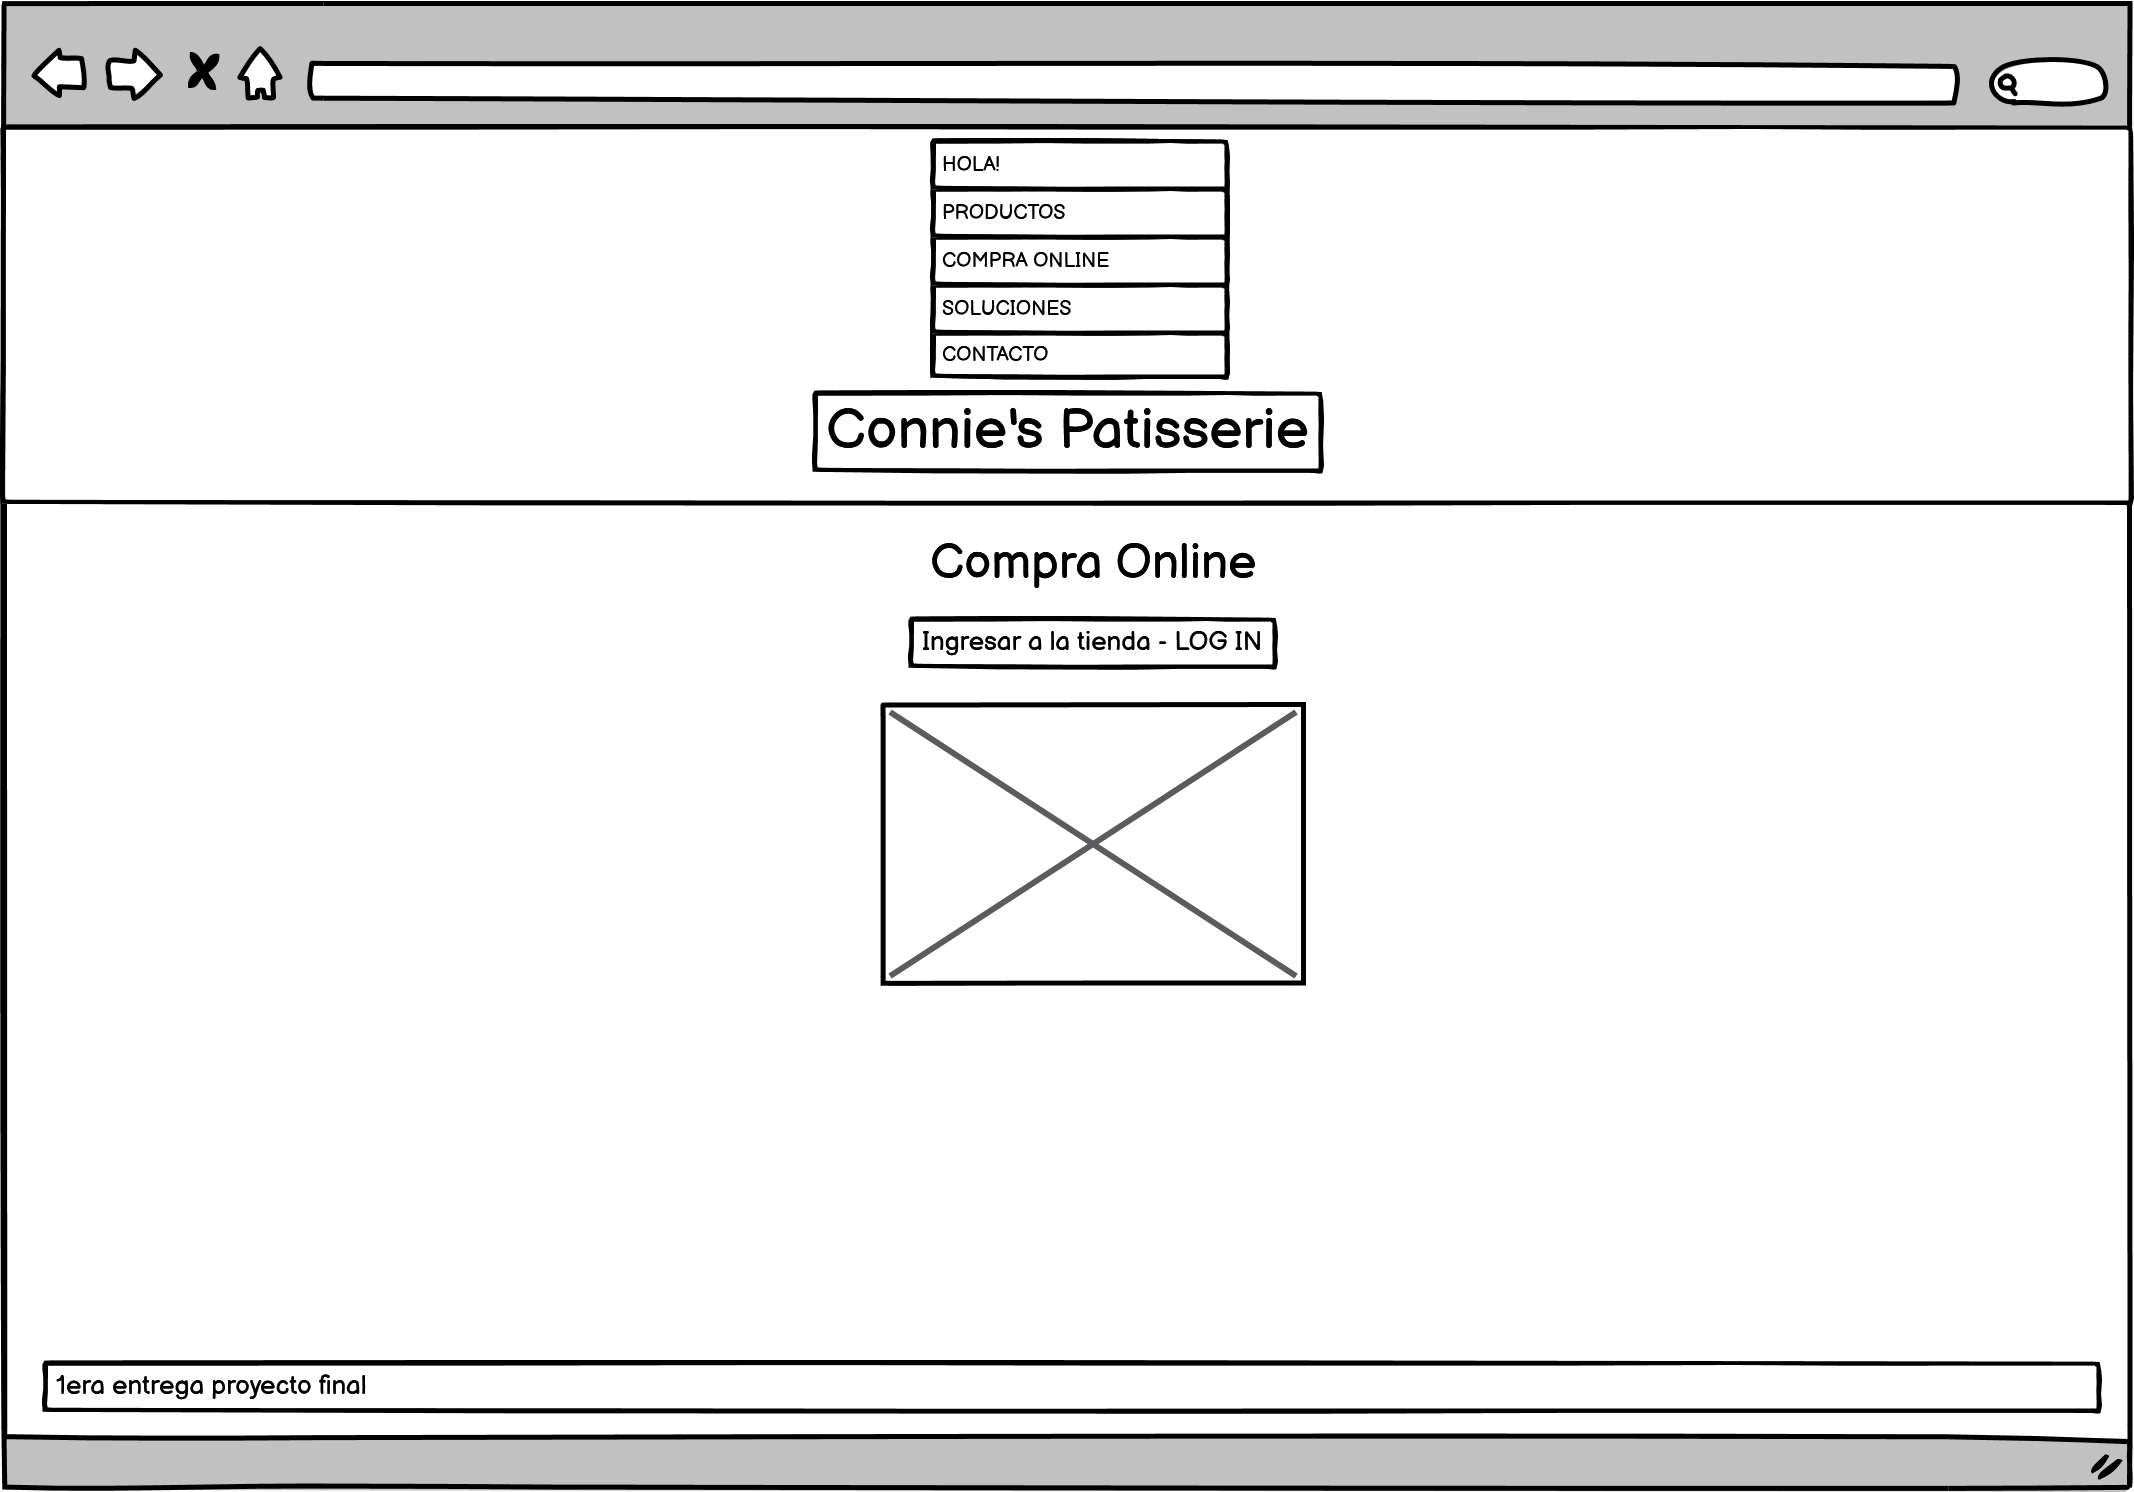 HOLA!
PRODUCTOS
COMPRA ONLINE
SOLUCIONES
CONTACTO
Connie's Patisserie
Compra Online
Ingresar a la tienda - LOG IN
1era entrega proyecto final